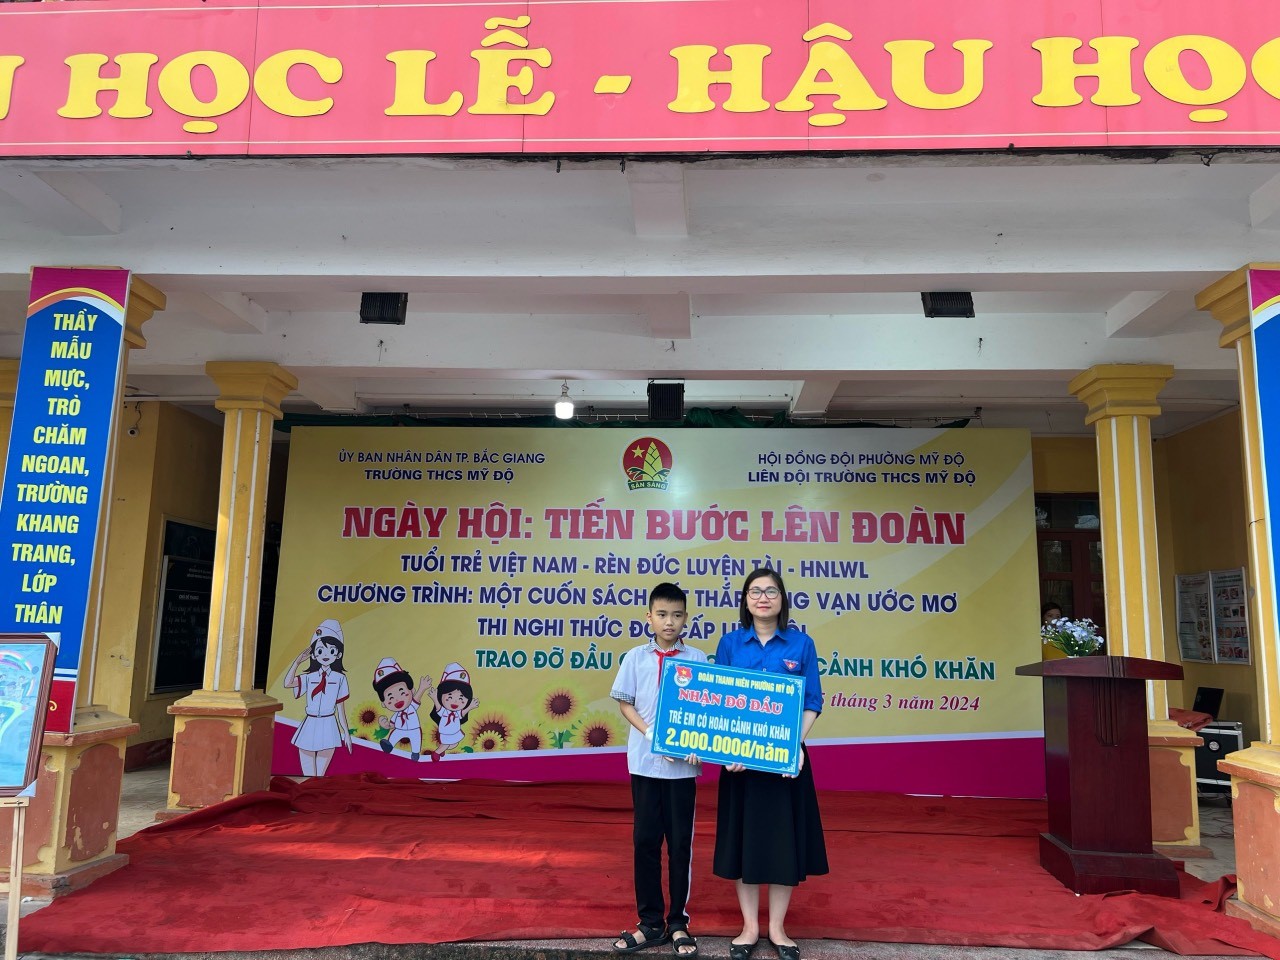 HỌC LỄ - HẬU HỌC
THẦY
MẪU
MỰC,
TRÒ
CHĂM
NGOAN,
TRƯỜNG
KHANG
TRANG,
LỚP
THÂN
ỦY BAN NHÂN DÂN TP. BẮC GIANG
TRƯỜNG THCS MỸ ĐỘ
SẴN SÀNG
HỘI ĐỒNG ĐỘI PHƯỜNG MỸ ĐỘ
LIÊN ĐỘI TRƯỜNG THCS MỸ ĐỘ
NGÀY HỘI: TIẾN BƯỚC LÊN ĐOÀN
TUỔI TRẺ VIỆT NAM - RÈN ĐỨC LUYỆN TÀI - HNLWL
CHƯƠNG TRÌNH: MỘT CUỐN SÁCH THẮP VẠN ƯỚC MƠ
THI NGHI THỨC ĐỘI CẤP
TRAO ĐỠ ĐẦU CẢNH KHÓ KHĂN
tháng 3 năm 2024
ĐOÀN THANH NIÊN PHƯỜNG MỸ ĐỘ
NHẬN ĐỠ ĐẦU
TRẺ EM CÓ HOÀN CẢNH KHÓ KHĂN
2.000.000đ/năm